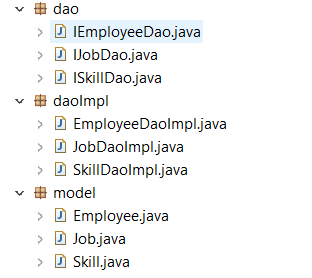 dao
IEmployeeDao.java
IJobDao.java
ISkillDao.java
daoImpl
EmployeeDaoImpl.java
JobDaoImpl.java
SkillDaoImpl.java
model
Employee.java
Job.java
Skill.java